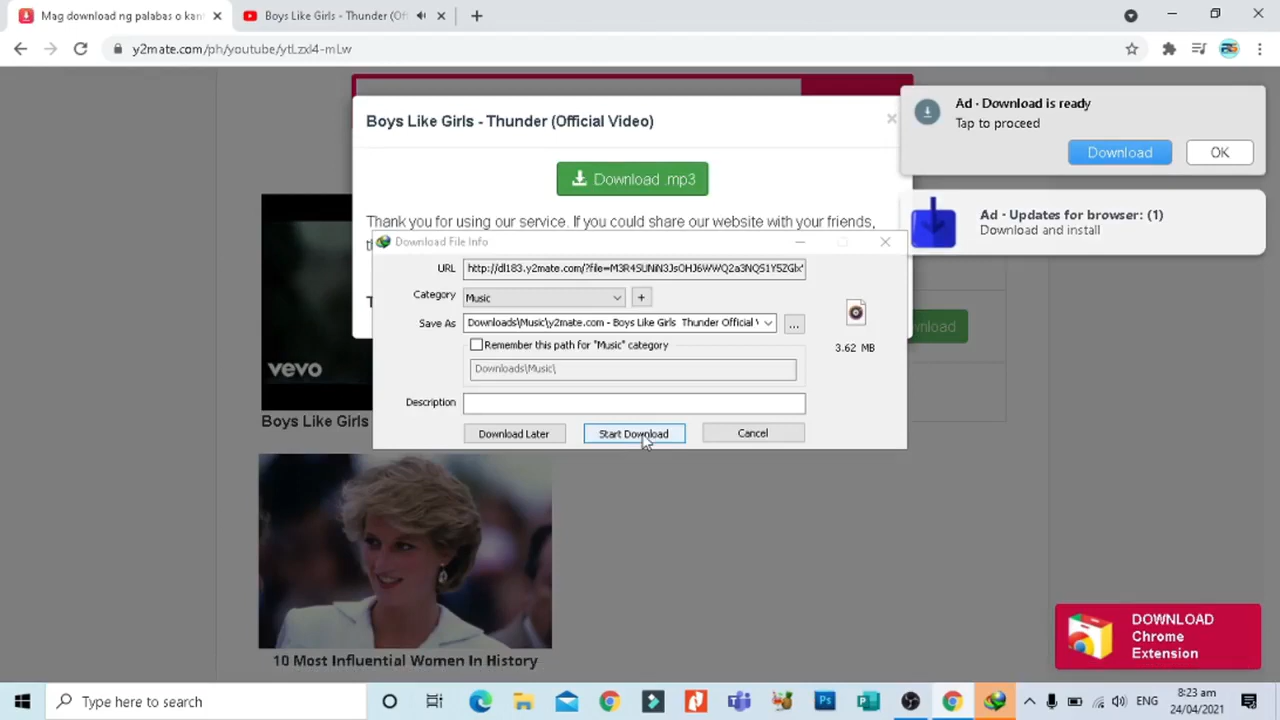 Mag download ng palabas o kant
Boys Like Girls - Thunder (Of
y2mate.com/ph/youtube/ytLzxl4-mLw
Ad · Download is ready
Tap to proceed
Download
OK
Ad · Updates for browser: (1)
Download and install
Boys Like Girls - Thunder (Official Video)
Download .mp3
Thank you for using our service. If you could share our website with your friends,
Download File Info
URL
Category
Music
+
Save As
Downloads\Music\y2mate.com - Boys Like Girls Thunder Official
...
Remember this path for "Music" category
Downloads\Music\
3.62 MB
Description
Download Later
Start Download
Cancel
vevo
Boys Like Girls
10 Most Influential Women In History
DOWNLOAD
Chrome
Extension
Type here to search
ENG
8:23 am
24/04/2021